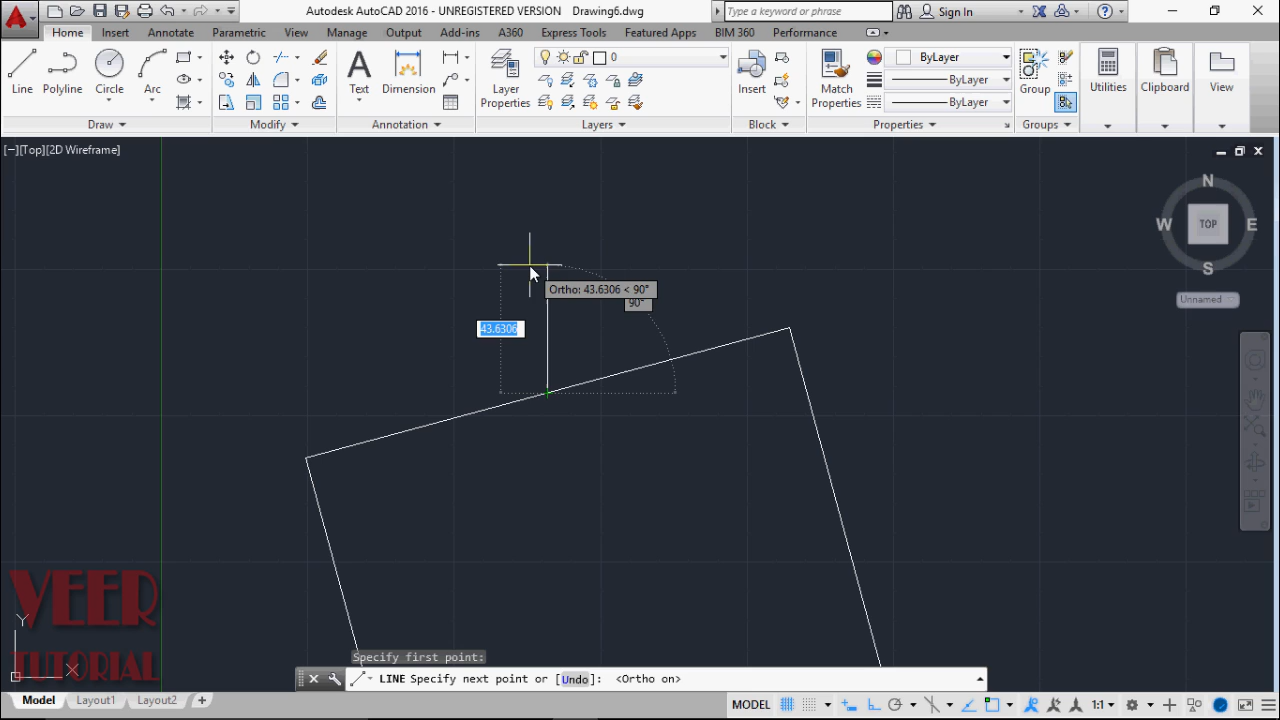 Autodesk AutoCAD 2016 - UNREGISTERED VERSION Drawing6.dwg
Type a keyword or phrase
Sign In
Home Insert Annotate Parametric View Manage Output Add-ins A360 Express Tools Featured Apps BIM 360 Performance
Line Polyline Circle Arc
Text Dimension
Layer Properties
0
Insert
Match Properties
ByLayer
ByLayer
ByLayer
Group
Utilities Clipboard View
Draw Modify Annotation Layers Block Properties Groups
[−][Top][2D Wireframe]
N
W TOP E
S
Unnamed
Ortho: 43.6306 < 90°
90°
43.6306
VEER
TUTORIAL
Y
X
Specify first point:
LINE Specify next point or [Undo]: <Ortho on>
Model Layout1 Layout2 +
MODEL 1:1